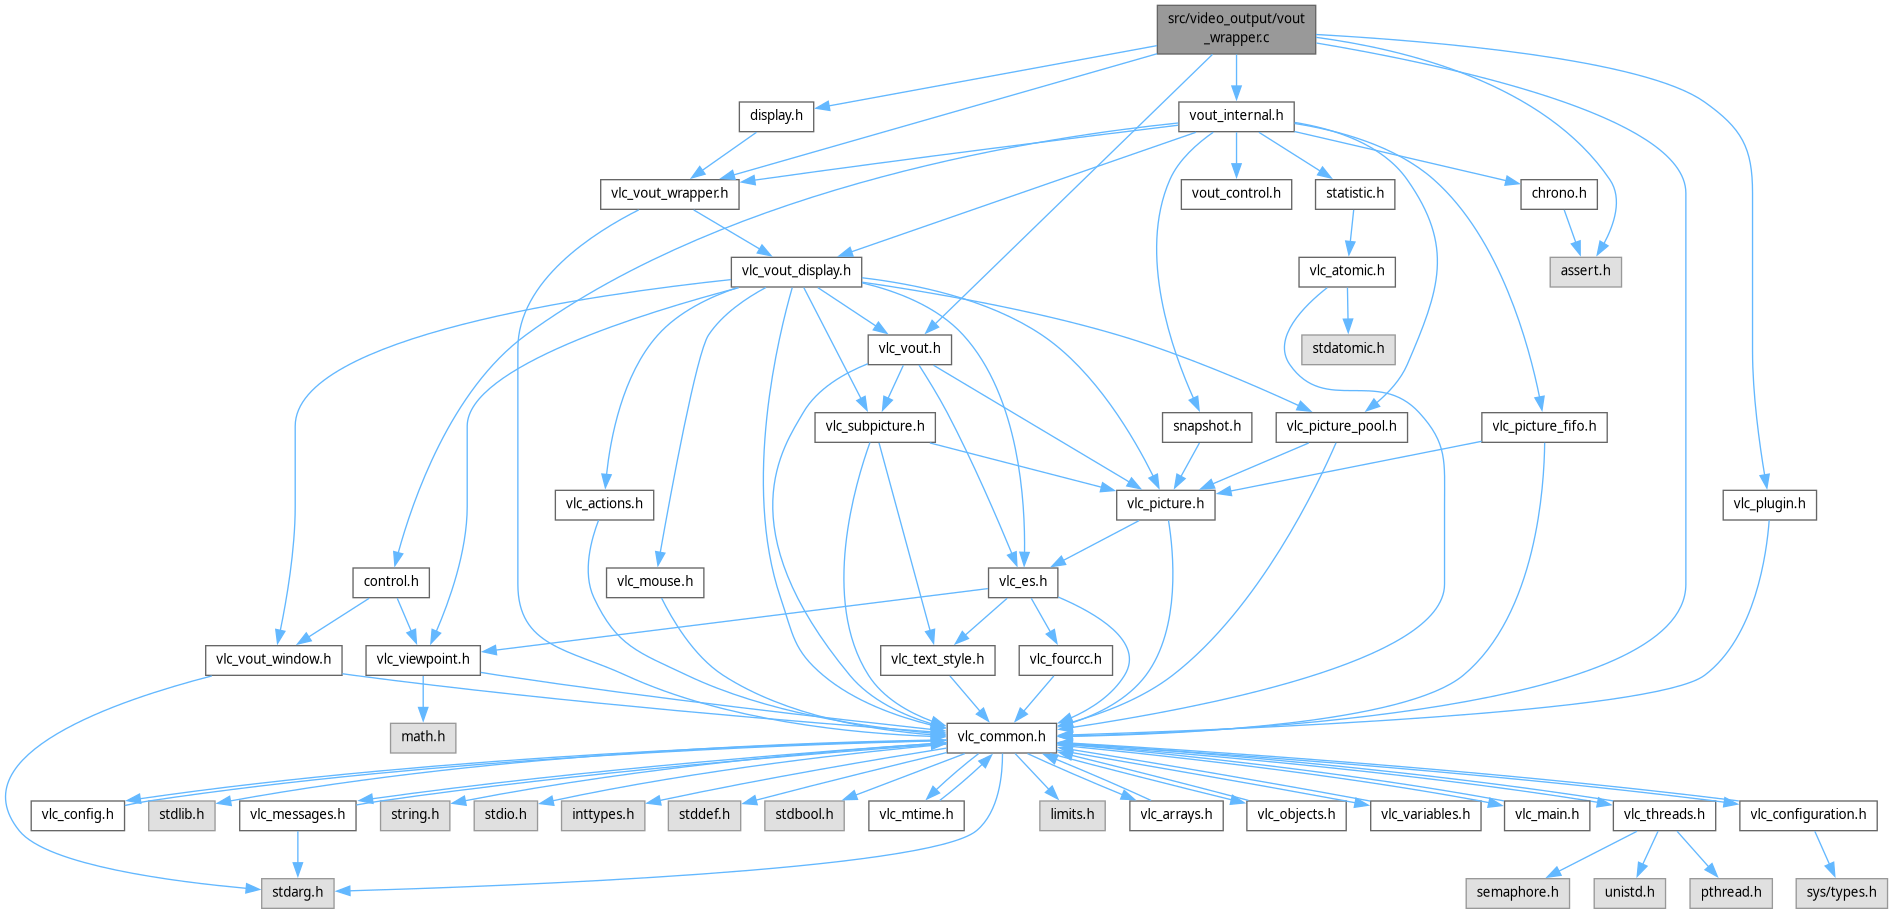 src/video_output/vout
_wrapper.c
display.h
vout_internal.h
vlc_vout_wrapper.h
vout_control.h
statistic.h
chrono.h
vlc_vout_display.h
vlc_atomic.h
assert.h
vlc_vout.h
stdatomic.h
vlc_subpicture.h
snapshot.h
vlc_picture_pool.h
vlc_picture_fifo.h
vlc_actions.h
vlc_picture.h
vlc_plugin.h
control.h
vlc_mouse.h
vlc_es.h
vlc_vout_window.h
vlc_viewpoint.h
vlc_text_style.h
vlc_fourcc.h
math.h
vlc_common.h
vlc_config.h
stdlib.h
vlc_messages.h
string.h
stdio.h
inttypes.h
stddef.h
stdbool.h
vlc_mtime.h
limits.h
vlc_arrays.h
vlc_objects.h
vlc_variables.h
vlc_main.h
vlc_threads.h
vlc_configuration.h
stdarg.h
semaphore.h
unistd.h
pthread.h
sys/types.h